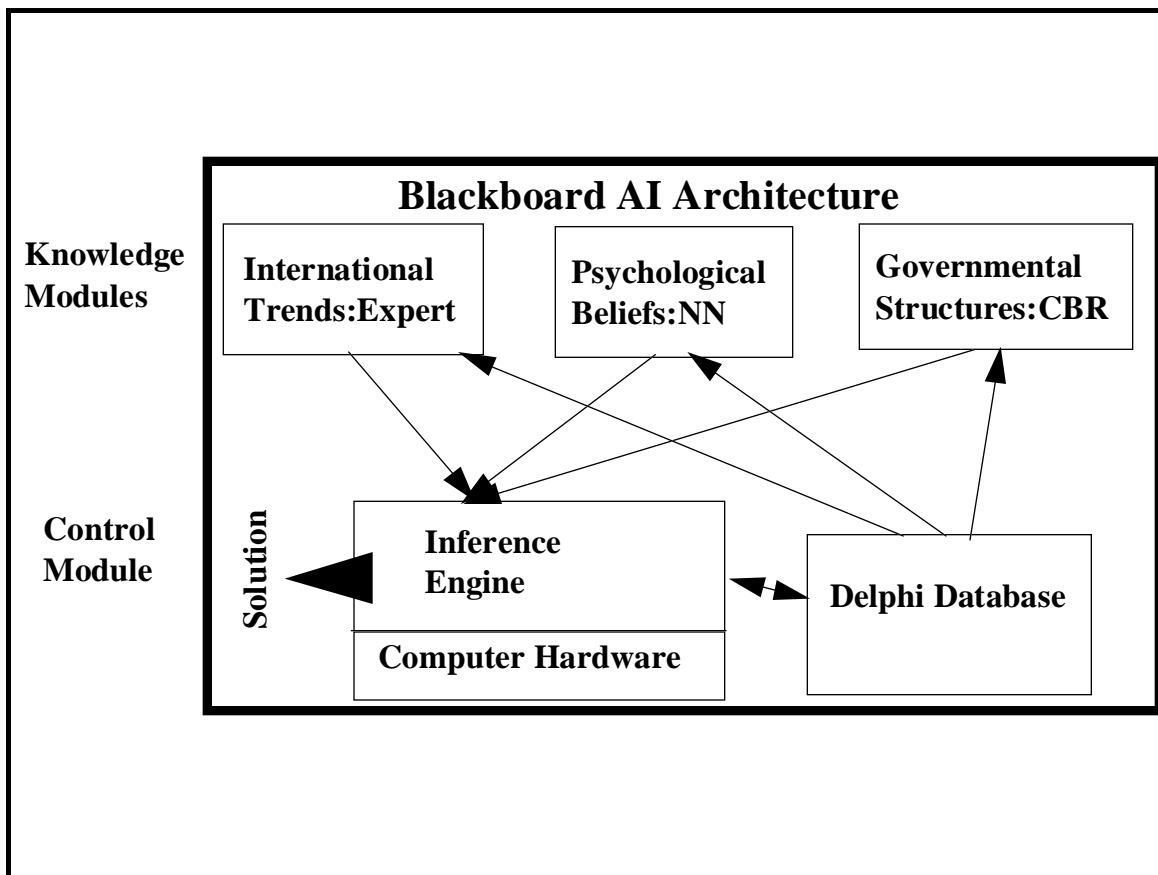 Blackboard AI Architecture
Knowledge
Modules
International
Trends:Expert
Psychological
Beliefs:NN
Governmental
Structures:CBR
Control
Module
Solution
Inference
Engine
Computer Hardware
Delphi Database